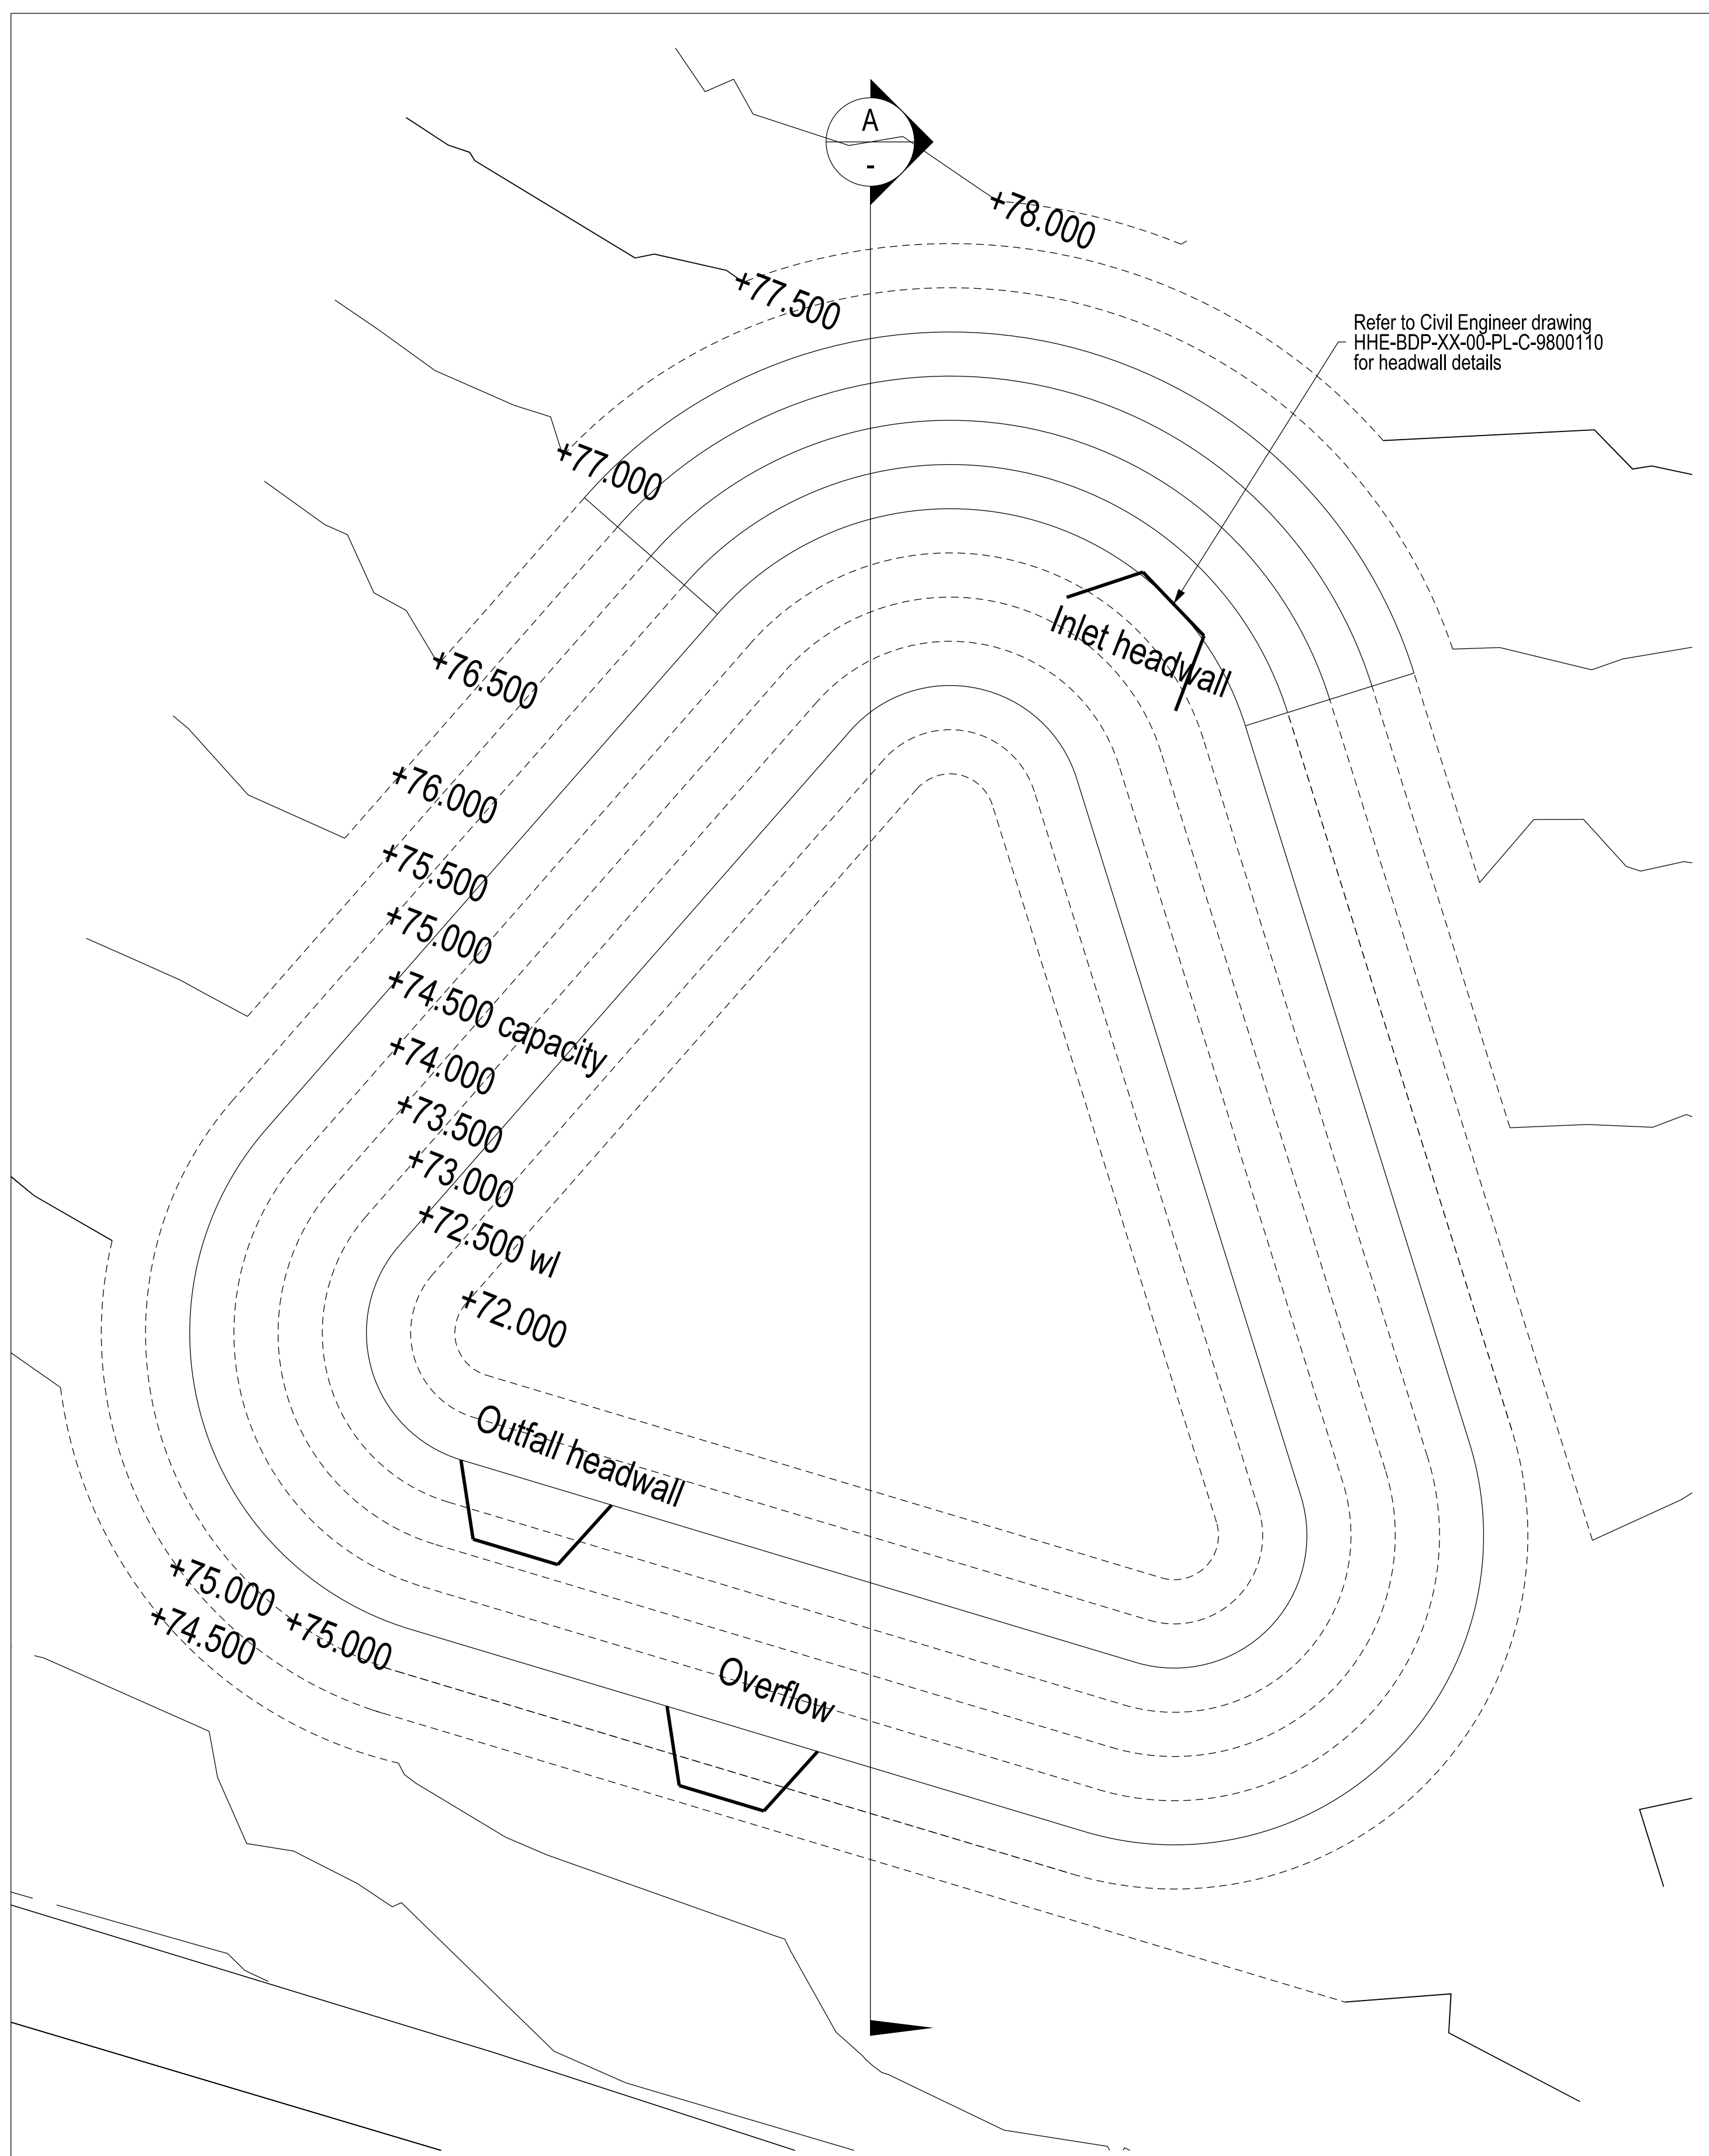 A
-
+78.000
+77.500
Refer to Civil Engineer drawing
HHE-BDP-XX-00-PL-C-9800110
for headwall details
+77.000
Inlet headwall
+76.500
+76.000
+75.500
+75.000
+74.500 capacity
+74.000
+73.500
+73.000
+72.500 wl
+72.000
Outfall headwall
+75.000
+75.000
+74.500
Overflow